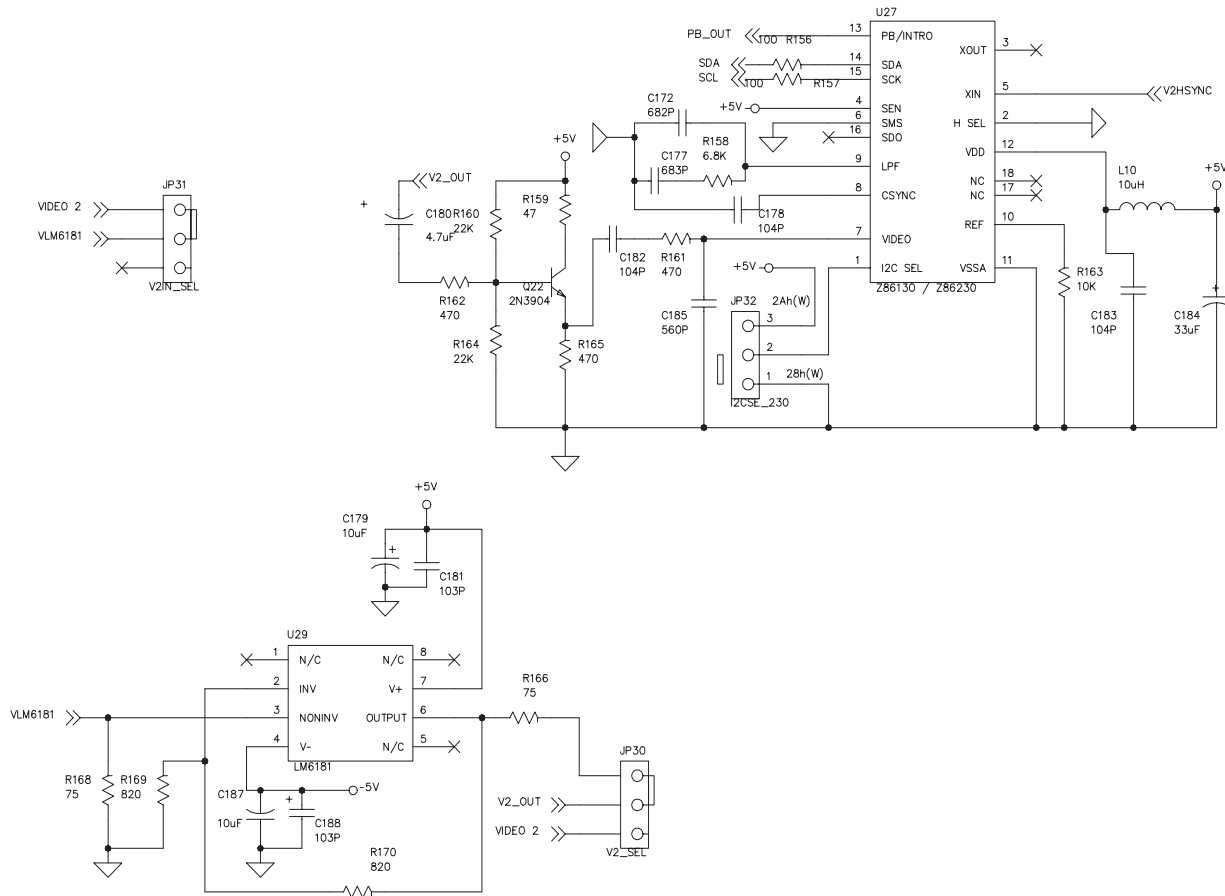 U27
PB_OUT
100
R156
13
PB/INTRO
XOUT
3
SDA
14
SDA
SCL
15
SCK
100
R157
XIN
5
V2HSYNC
C172
682P
+5V
4
SEN
6
SMS
H SEL
2
16
SDO
+5V
R158
6.8K
VDD
12
C177
683P
9
LPF
L10
10uH
+5V
JP31
V2_OUT
NC
18
NC
17
8
CSYNC
VIDEO 2
+
C180
4.7uF
R160
22K
R159
47
C178
104P
REF
10
VLM6181
7
VIDEO
C182
104P
R161
470
+5V
1
I2C SEL
VSSA
11
R163
10K
V2IN_SEL
R162
470
Q22
2N3904
Z86130 / Z86230
2Ah(W)
JP32
3
C185
560P
+
C183
104P
C184
33uF
R164
22K
R165
470
2
1
28h(W)
I2CSE_230
+5V
C179
10uF
+
C181
103P
U29
1
N/C
N/C
8
2
INV
V+
7
R166
75
VLM6181
3
NONINV
OUTPUT
6
4
V-
N/C
5
LM6181
JP30
R168
75
R169
820
C187
10uF
+
C188
103P
-5V
V2_OUT
VIDEO 2
V2_SEL
R170
820